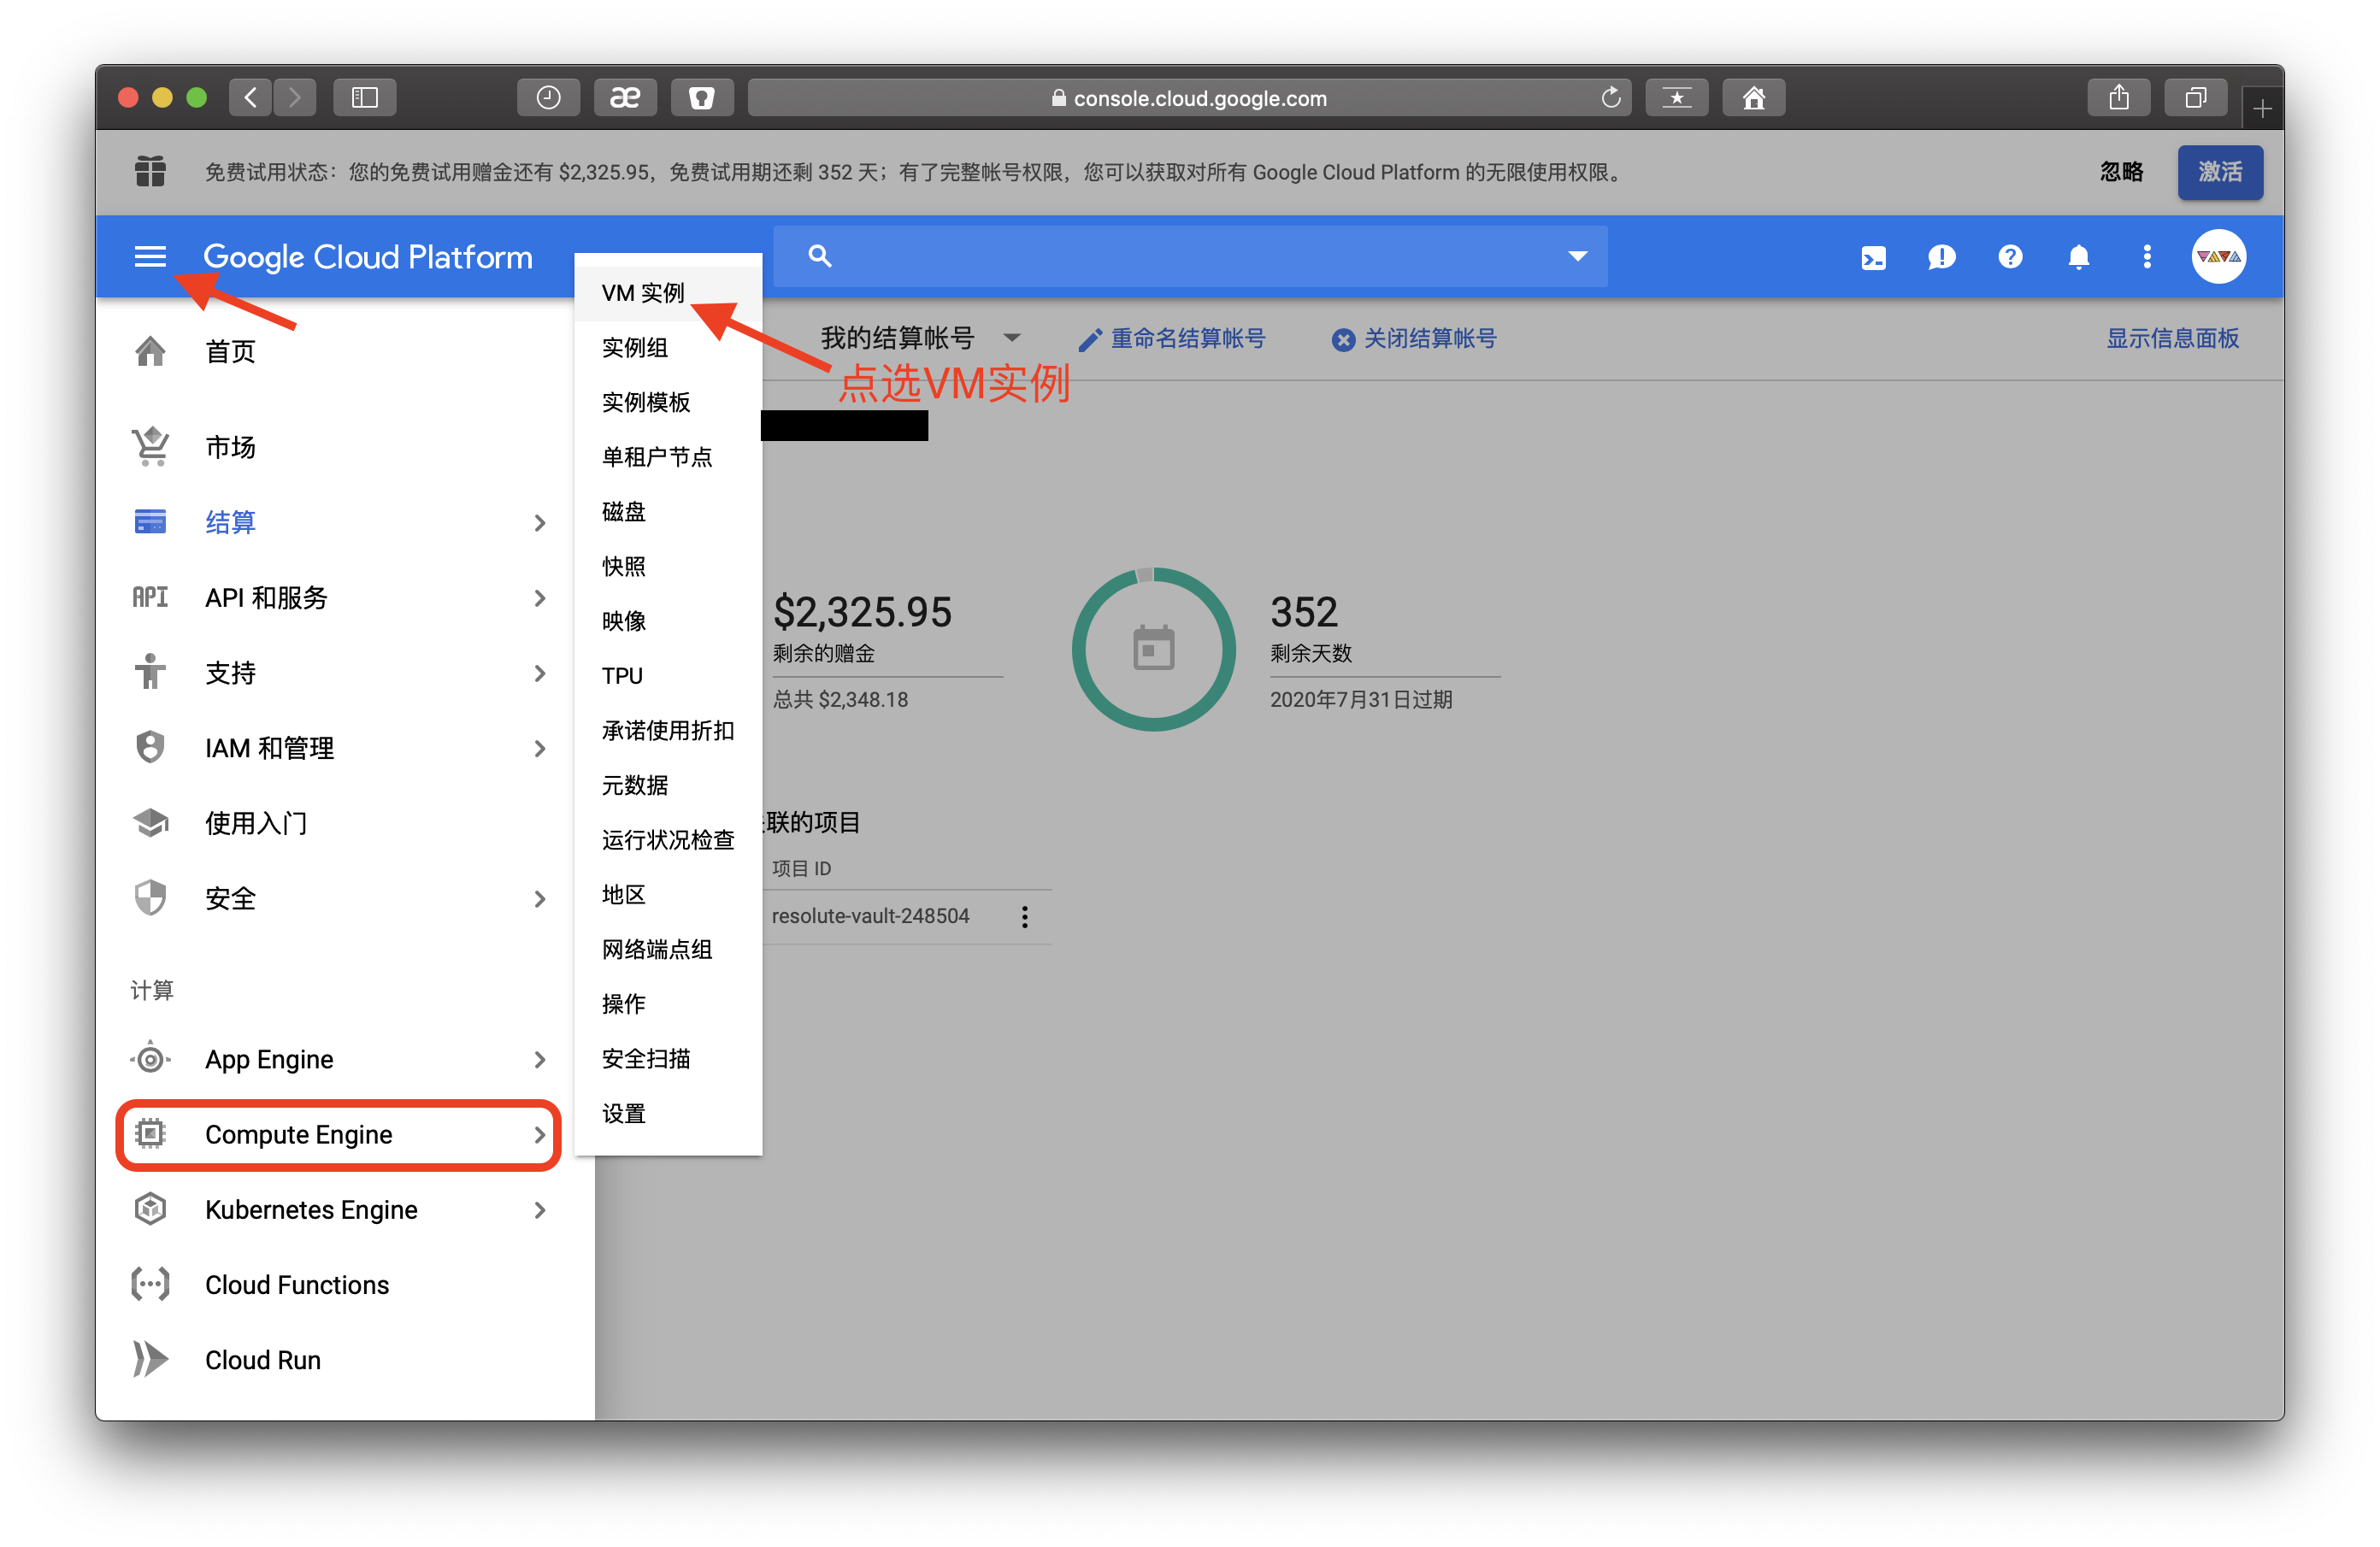 console.cloud.google.com
免费试用状态：您的免费试用赠金还有 $2,325.95，免费试用期还剩 352 天；有了完整帐号权限，您可以获取对所有 Google Cloud Platform 的无限使用权限。
忽略
激活
Google Cloud Platform
首页
市场
结算
API 和服务
支持
IAM 和管理
使用入门
安全
计算
App Engine
Compute Engine
Kubernetes Engine
Cloud Functions
Cloud Run
VM 实例
实例组
实例模板
单租户节点
磁盘
快照
映像
TPU
承诺使用折扣
元数据
运行状况检查
地区
网络端点组
操作
安全扫描
设置
我的结算帐号
重命名结算帐号
关闭结算帐号
显示信息面板
点选VM实例
$2,325.95
剩余的赠金
总共 $2,348.18
352
剩余天数
2020年7月31日过期
联的项目
项目 ID
resolute-vault-248504